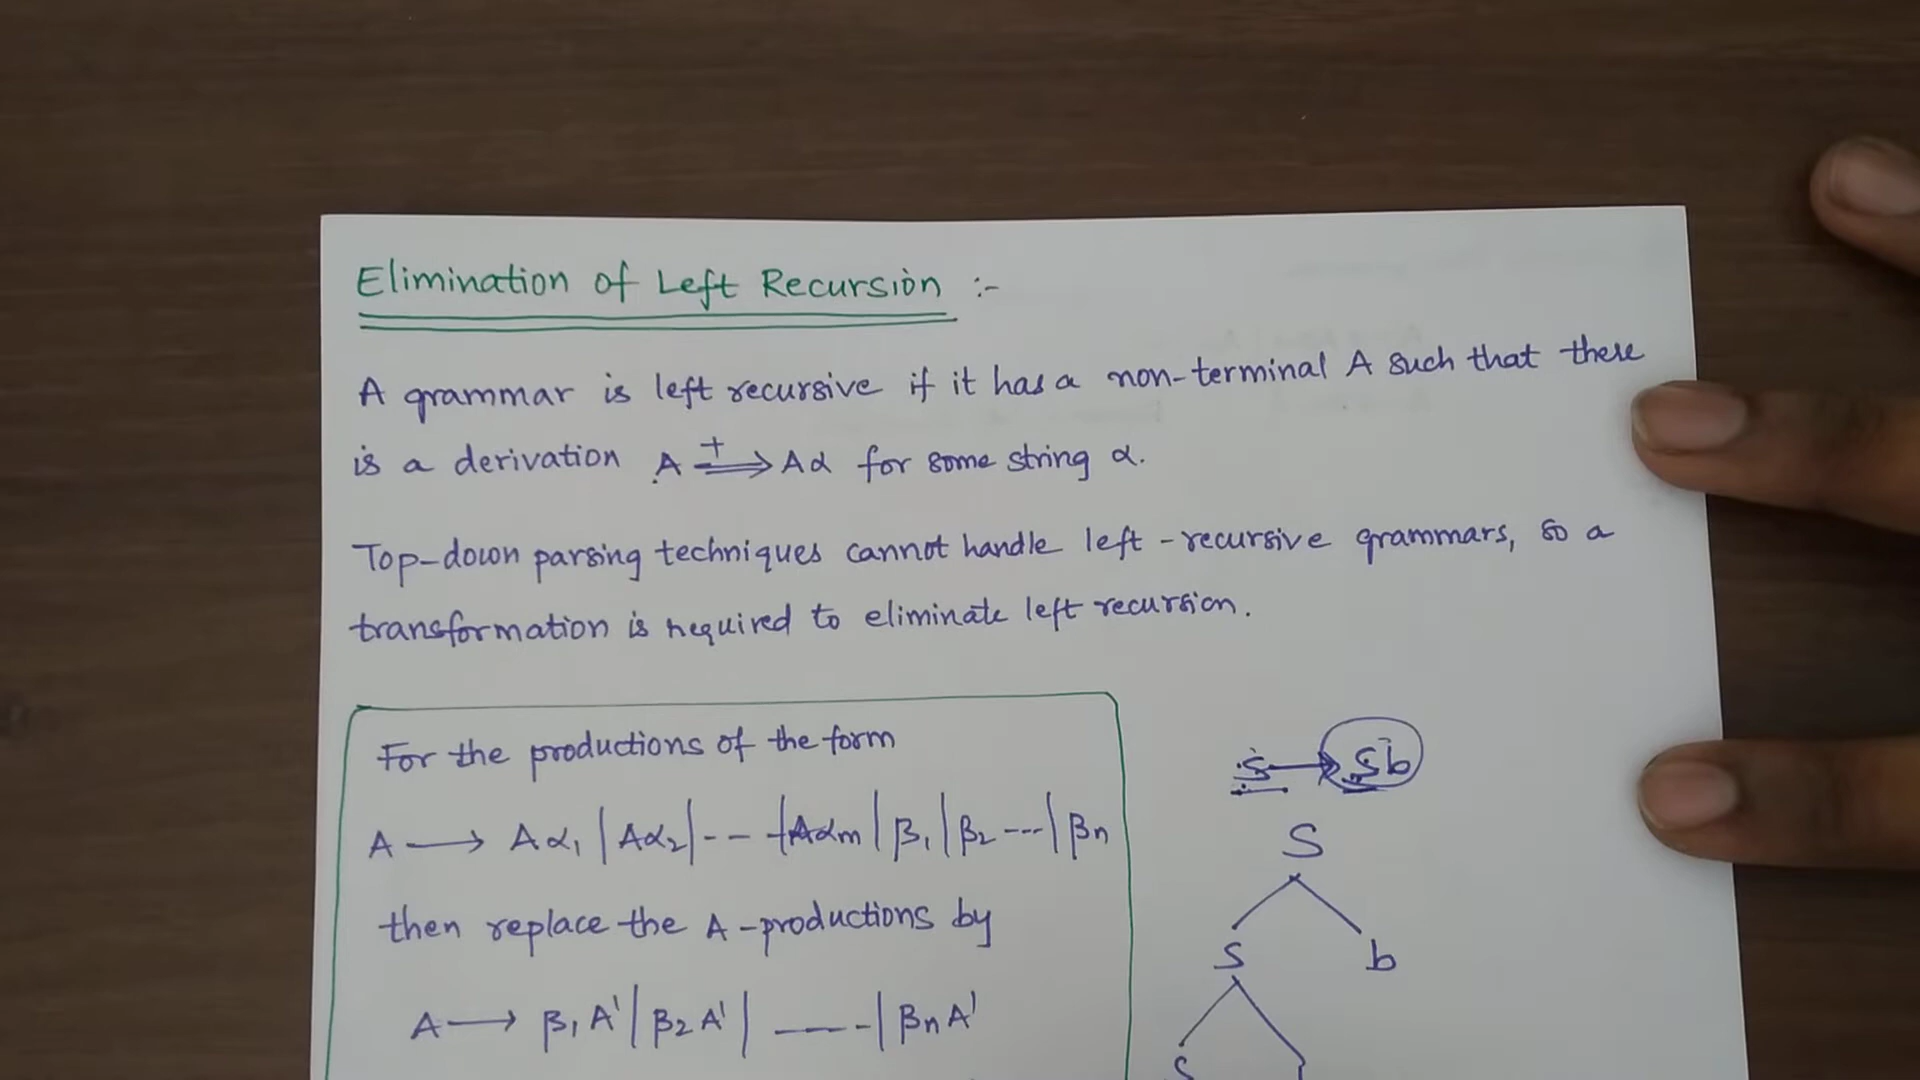 Elimination of Left Recursion :-
A grammar is left recursive if it has a non-terminal A such that there
is a derivation A +⟹ Aα for some string α.
Top-down parsing techniques cannot handle left-recursive grammars, so a
transformation is required to eliminate left recursion.
For the productions of the form
A ⟶ Aα₁ | Aα₂ | --- | Aαm | β₁ | β₂ --- | βn
then replace the A-productions by
A ⟶ β₁A' | β₂A' | ---- | βnA'
S → Sb
S
S b
S